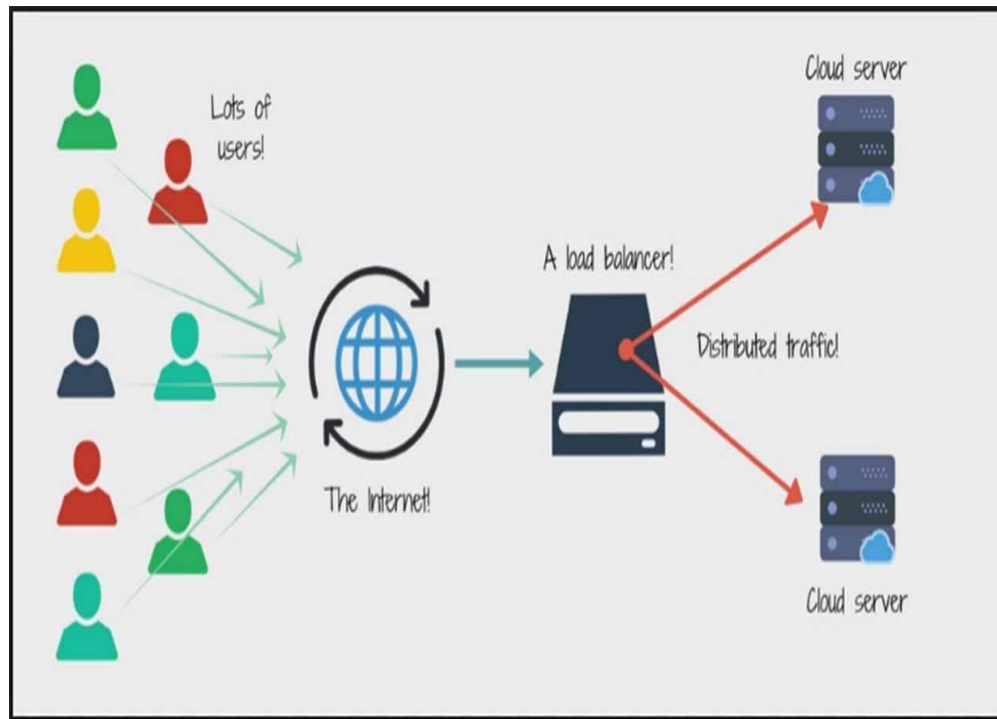 Lots of
users!
The Internet!
A load balancer!
Distributed traffic!
Cloud server
Cloud server